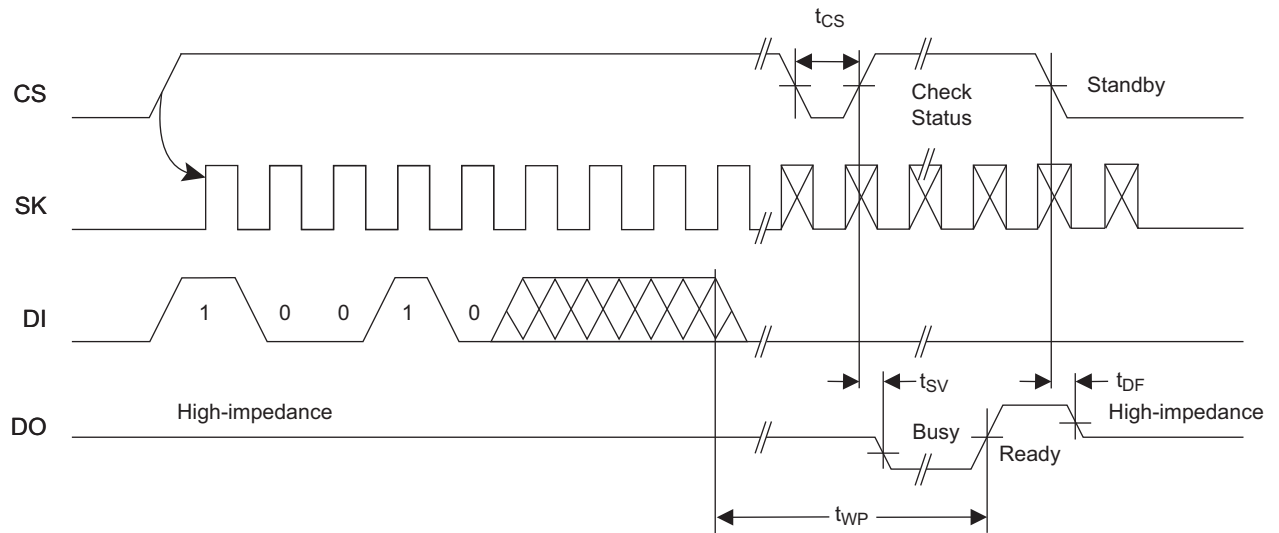 tCS
CS
Check
Status
Standby
SK
DI
1 0 0 1 0
tSV
tDF
DO
High-impedance
Busy
Ready
High-impedance
tWP